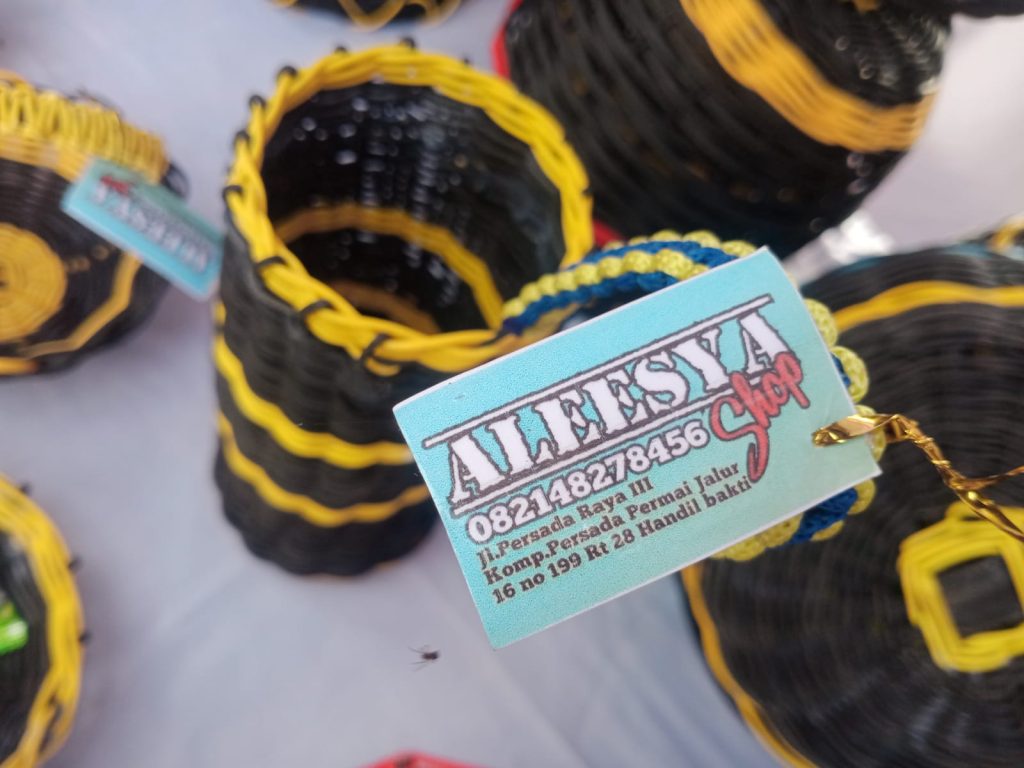 ALEESYA
Shop
082148278456
Jl.Persada Raya III
Komp.Persada Permai Jalur
16 no 199 Rt 28 Handil bakti